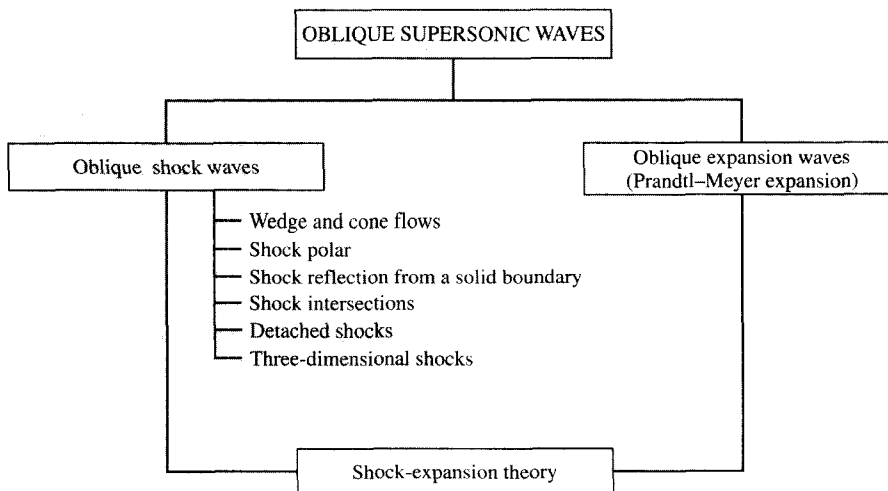 OBLIQUE SUPERSONIC WAVES
Oblique shock waves
Oblique expansion waves
(Prandtl–Meyer expansion)
Wedge and cone flows
Shock polar
Shock reflection from a solid boundary
Shock intersections
Detached shocks
Three-dimensional shocks
Shock-expansion theory